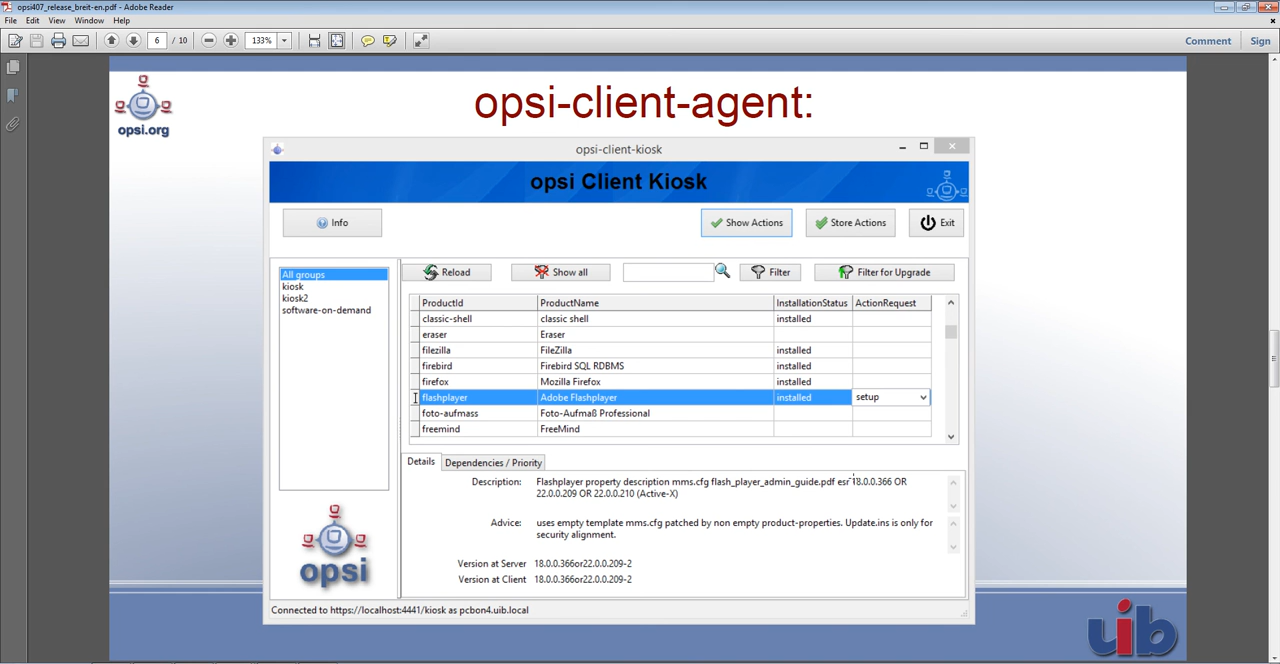 opsi407_release_breit-en.pdf - Adobe Reader
File Edit View Window Help
6 / 10 133% Comment Sign
opsi.org
opsi-client-agent:
opsi-client-kiosk
opsi Client Kiosk
Info Show Actions Store Actions Exit
All groups
kiosk
kiosk2
software-on-demand
Reload Show all Filter Filter for Upgrade
ProductId ProductName InstallationStatus ActionRequest
classic-shell classic shell installed
eraser Eraser
filezilla FileZilla installed
firebird Firebird SQL RDBMS installed
firefox Mozilla Firefox installed
flashplayer Adobe Flashplayer installed setup
foto-aufmass Foto-Aufmaß Professional
freemind FreeMind
Details Dependencies / Priority
Description: Flashplayer property description mms.cfg flash_player_admin_guide.pdf esr 18.0.0.366 OR
22.0.0.209 OR 22.0.0.210 (Active-X)
Advice: uses empty template mms.cfg patched by non empty product-properties. Update.ins is only for
security alignment.
Version at Server 18.0.0.366or22.0.0.209-2
Version at Client 18.0.0.366or22.0.0.209-2
opsi
Connected to https://localhost:4441/kiosk as pcbon4.uib.local
uib